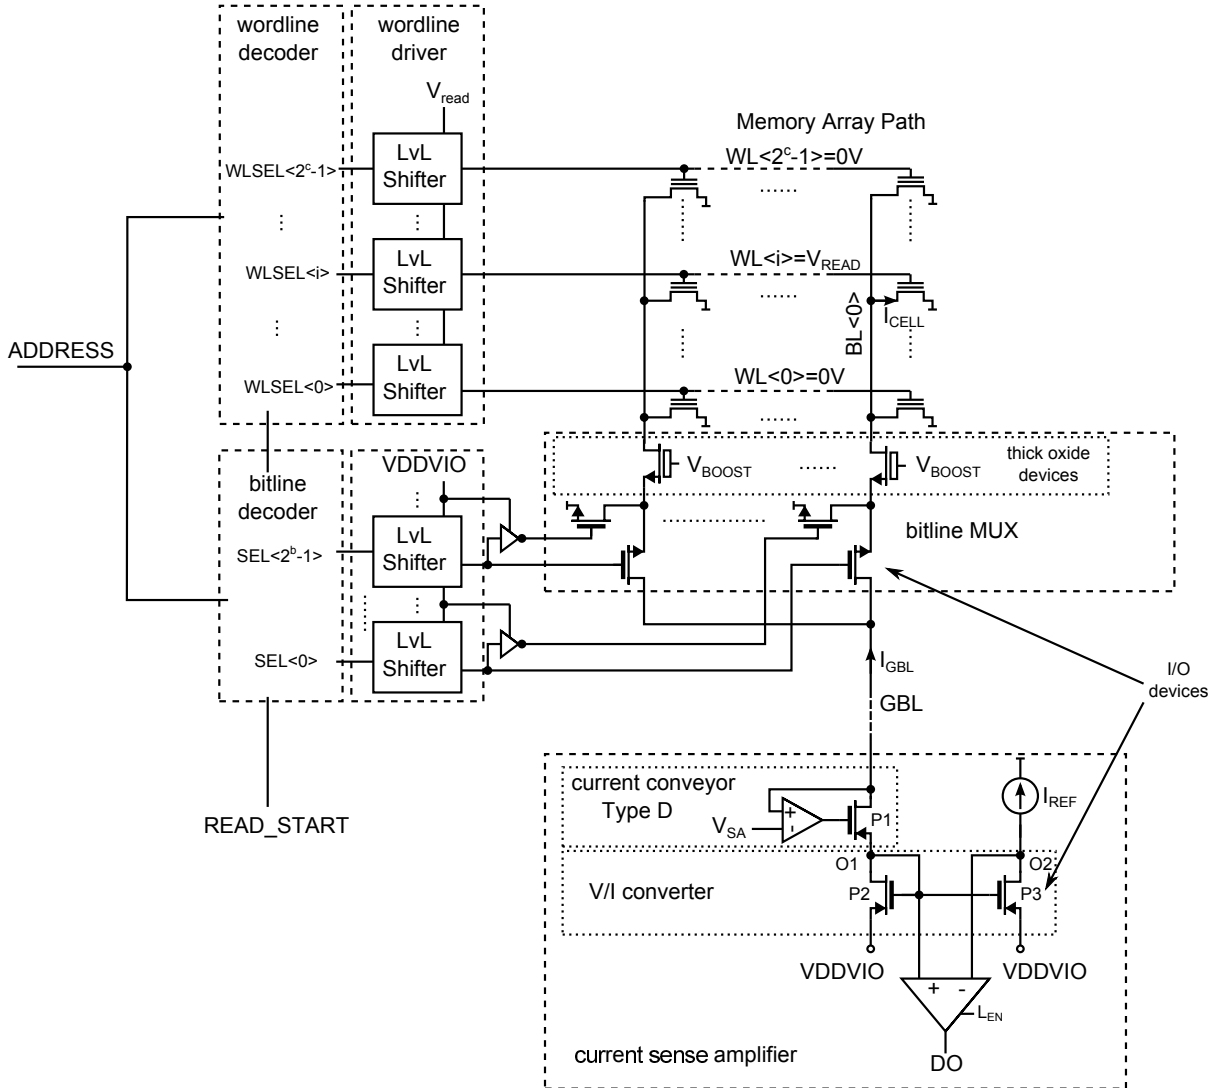 wordline
decoder
wordline
driver
V_read
Memory Array Path
WLSEL<2^c-1>
LvL
Shifter
WL<2^c-1>=0V
......
WLSEL<i>
LvL
Shifter
WL<i>=V_READ
......
BL<0>
I_CELL
ADDRESS
WLSEL<0>
LvL
Shifter
WL<0>=0V
......
bitline
decoder
VDDVIO
V_BOOST
......
V_BOOST
thick oxide
devices
bitline MUX
SEL<2^b-1>
LvL
Shifter
SEL<0>
LvL
Shifter
I_GBL
GBL
I/O
devices
READ_START
current conveyor
Type D
V_SA
+
-
P1
I_REF
O1
O2
V/I converter
P2
P3
VDDVIO
VDDVIO
+ -
L_EN
DO
current sense amplifier